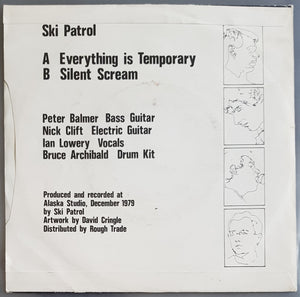 Ski Patrol
A Everything is Temporary
B Silent Scream
Peter Balmer Bass Guitar
Nick Clift Electric Guitar
Ian Lowery Vocals
Bruce Archibald Drum Kit
Produced and recorded at
Alaska Studio, December 1979
by Ski Patrol
Artwork by David Cringle
Distributed by Rough Trade